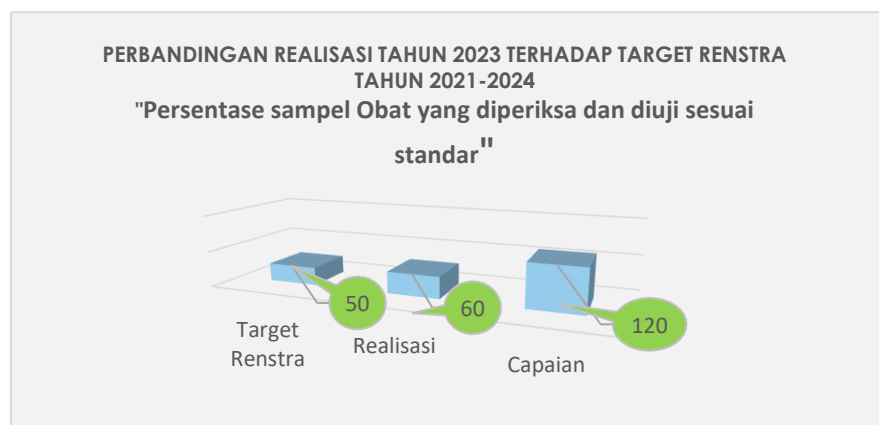 PERBANDINGAN REALISASI TAHUN 2023 TERHADAP TARGET RENSTRA
TAHUN 2021-2024
"Persentase sampel Obat yang diperiksa dan diuji sesuai
standar"
50
60
120
Target
Renstra
Realisasi
Capaian